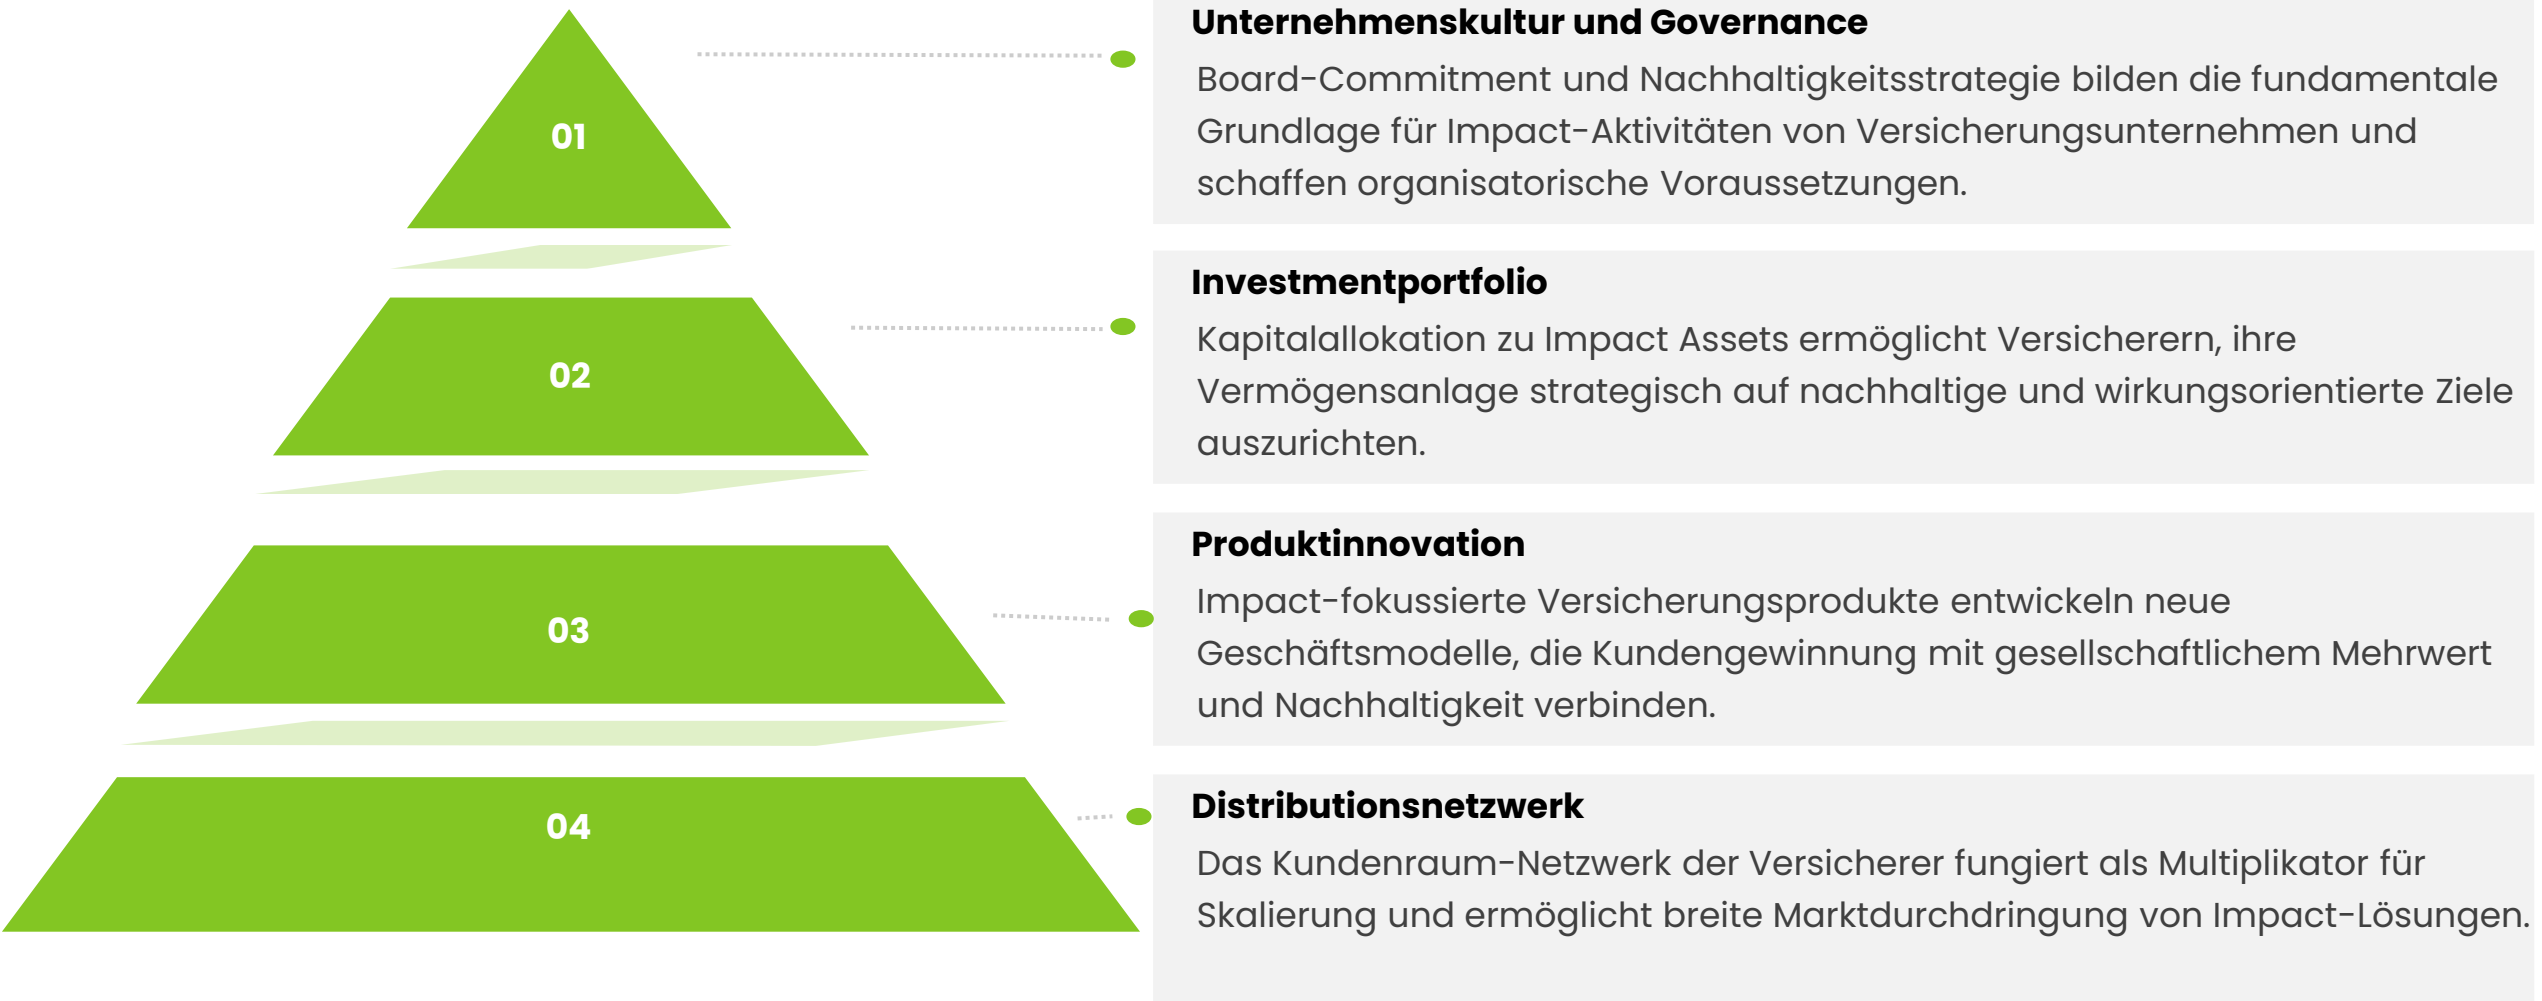 01
Unternehmenskultur und Governance
Board-Commitment und Nachhaltigkeitsstrategie bilden die fundamentale
Grundlage für Impact-Aktivitäten von Versicherungsunternehmen und
schaffen organisatorische Voraussetzungen.
02
Investmentportfolio
Kapitalallokation zu Impact Assets ermöglicht Versicherern, ihre
Vermögensanlage strategisch auf nachhaltige und wirkungsorientierte Ziele
auszurichten.
03
Produktinnovation
Impact-fokussierte Versicherungsprodukte entwickeln neue
Geschäftsmodelle, die Kundengewinnung mit gesellschaftlichem Mehrwert
und Nachhaltigkeit verbinden.
04
Distributionsnetzwerk
Das Kundenraum-Netzwerk der Versicherer fungiert als Multiplikator für
Skalierung und ermöglicht breite Marktdurchdringung von Impact-Lösungen.